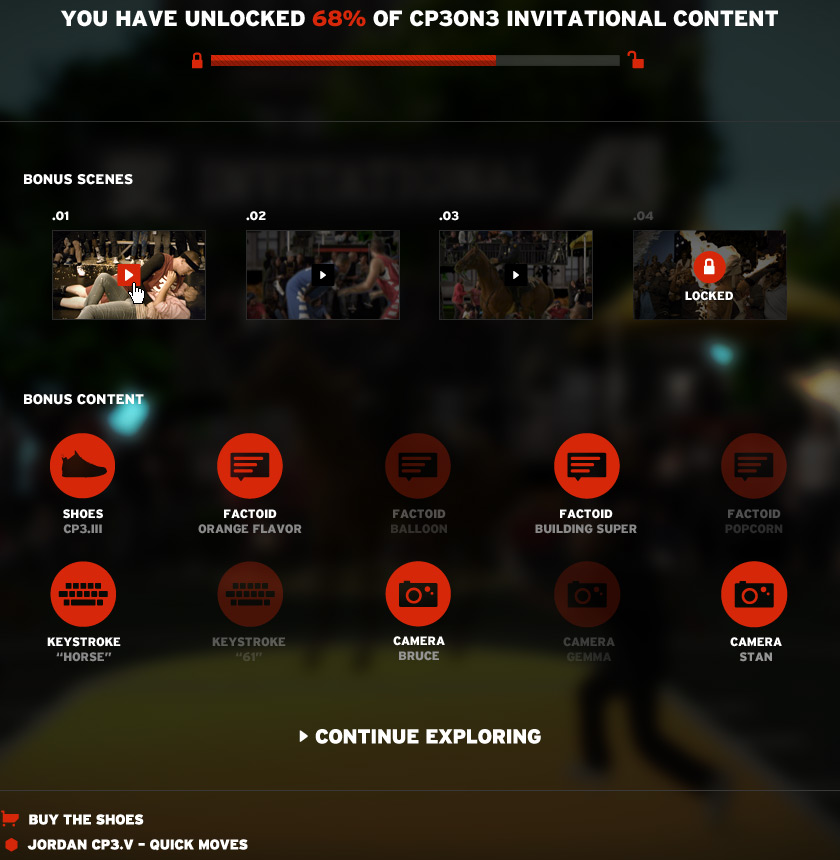 YOU HAVE UNLOCKED 68% OF CP3ON3 INVITATIONAL CONTENT
INVITATIONAL
BONUS SCENES
.01
.02
.03
.04
LOCKED
BONUS CONTENT
SHOES
CP3.III
FACTOID
ORANGE FLAVOR
FACTOID
BALLOON
FACTOID
BUILDING SUPER
FACTOID
POPCORN
KEYSTROKE
“HORSE”
KEYSTROKE
“61”
CAMERA
BRUCE
CAMERA
GEMMA
CAMERA
STAN
CONTINUE EXPLORING
BUY THE SHOES
JORDAN CP3.V – QUICK MOVES